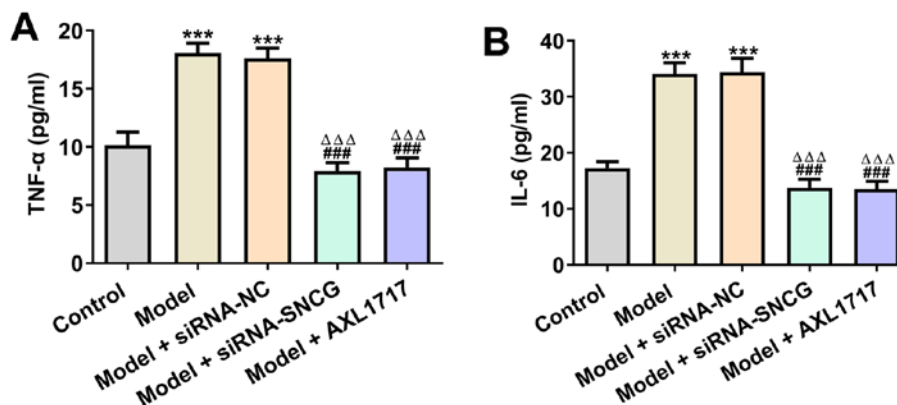 A
TNF-α (pg/ml)
20
15
10
5
0
***
***
ΔΔΔ
###
ΔΔΔ
###
Control
Model
Model + siRNA-NC
Model + siRNA-SNCG
Model + AXL1717
B
IL-6 (pg/ml)
40
30
20
10
0
***
***
ΔΔΔ
###
ΔΔΔ
###
Control
Model
Model + siRNA-NC
Model + siRNA-SNCG
Model + AXL1717